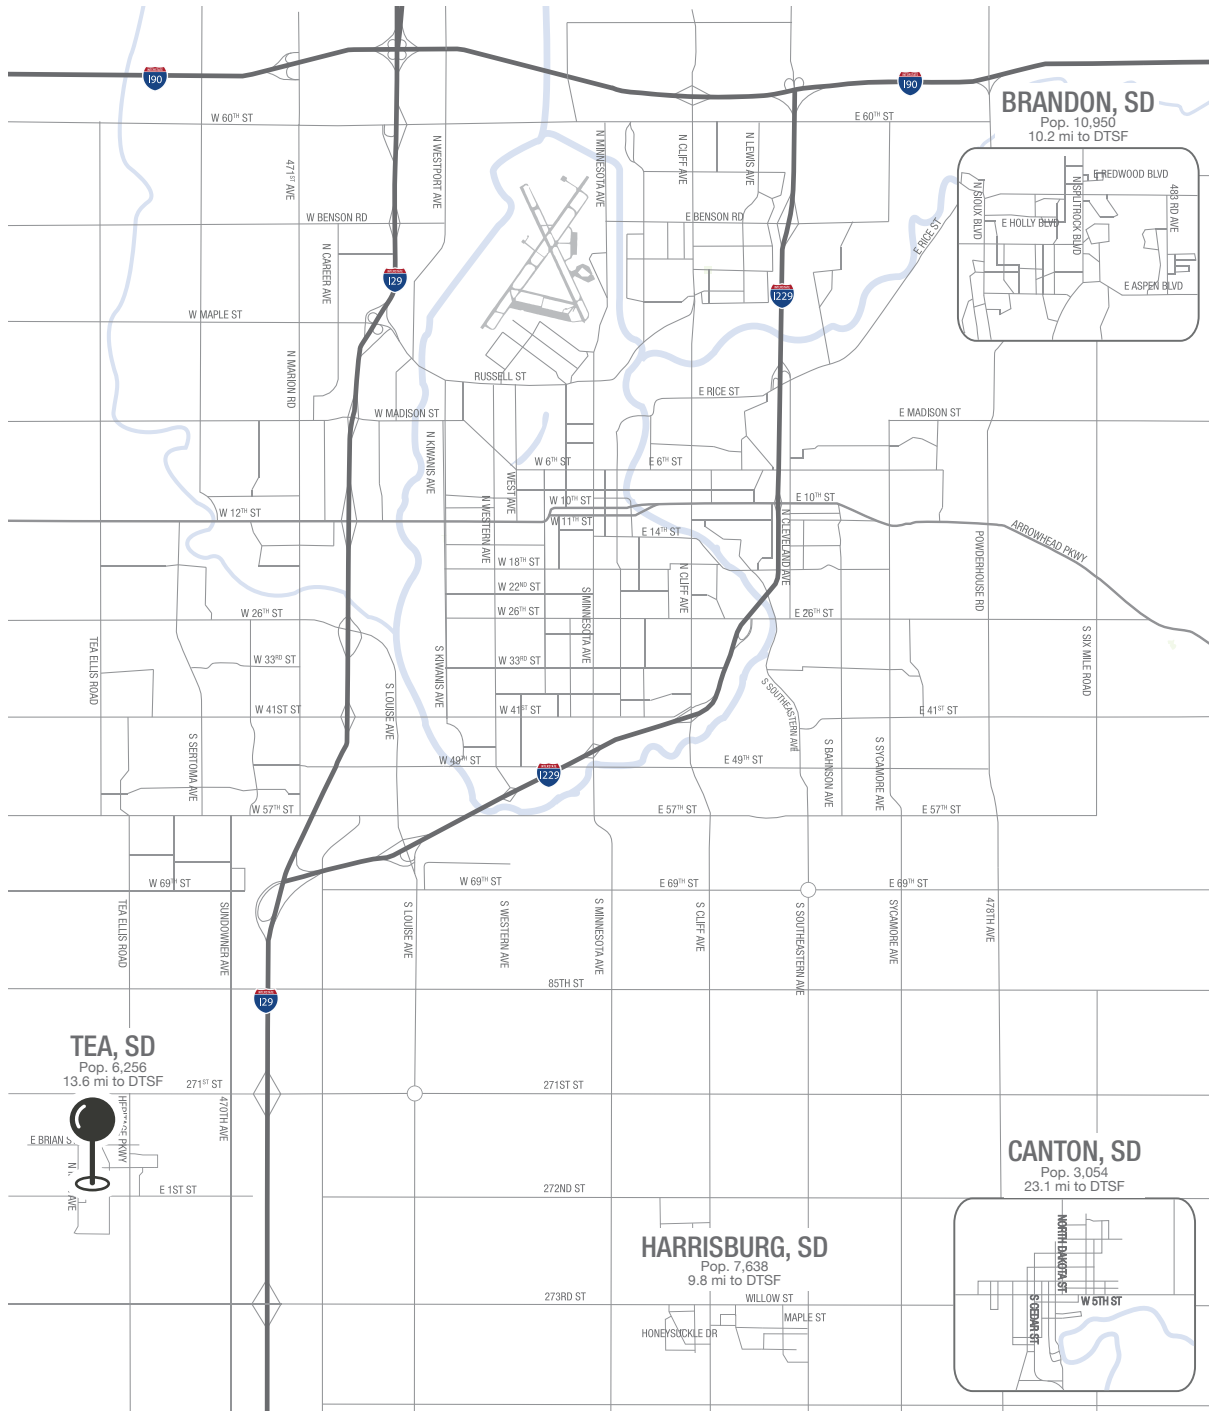 I90
I90
BRANDON, SD
Pop. 10,950
10.2 mi to DTSF
W 60TH ST
E 60TH ST
N WESTPORT AVE
N MINNESOTA AVE
N CLIFF AVE
N LEWIS AVE
471ST AVE
E REDWOOD BLVD
N SIOUX BLVD
N SPLITROCK BLVD
483 RD AVE
E HOLLY BLVD
E ASPEN BLVD
W BENSON RD
E BENSON RD
E RICE ST
N CAREER AVE
I29
I229
W MAPLE ST
N MARION RD
RUSSELL ST
E RICE ST
W MADISON ST
E MADISON ST
N KIWANIS AVE
W 6TH ST
E 6TH ST
WEST AVE
N WESTERN AVE
W 10TH ST
E 10TH ST
W 12TH ST
W 11TH ST
E 14TH ST
N CLEVELAND AVE
ARROWHEAD PKWY
POWDERHOUSE RD
W 18TH ST
N CLIFF AVE
W 22ND ST
S MINNESOTA AVE
W 26TH ST
W 26TH ST
E 26TH ST
TEA ELLIS ROAD
S SIX MILE ROAD
W 33RD ST
S KIWANIS AVE
W 33RD ST
S LOUISE AVE
S SOUTHEASTERN AVE
W 41ST ST
W 41ST ST
E 41ST ST
S SERTOMA AVE
S BAHNSON AVE
S SYCAMORE AVE
W 49TH ST
E 49TH ST
I229
W 57TH ST
E 57TH ST
E 57TH ST
W 69TH ST
W 69TH ST
E 69TH ST
E 69TH ST
TEA ELLIS ROAD
SUNDOWNER AVE
S LOUISE AVE
S WESTERN AVE
S MINNESOTA AVE
S CLIFF AVE
S SOUTHEASTERN AVE
SYCAMORE AVE
478TH AVE
85TH ST
I29
TEA, SD
Pop. 6,256
13.6 mi to DTSF
271ST ST
271ST ST
470TH AVE
PKWY
E BRIAN
AVE
E 1ST ST
272ND ST
CANTON, SD
Pop. 3,054
23.1 mi to DTSF
HARRISBURG, SD
Pop. 7,638
9.8 mi to DTSF
NORTH DAKOTA ST
S CEDAR ST
W 5TH ST
273RD ST
WILLOW ST
MAPLE ST
HONEYSUCKLE DR